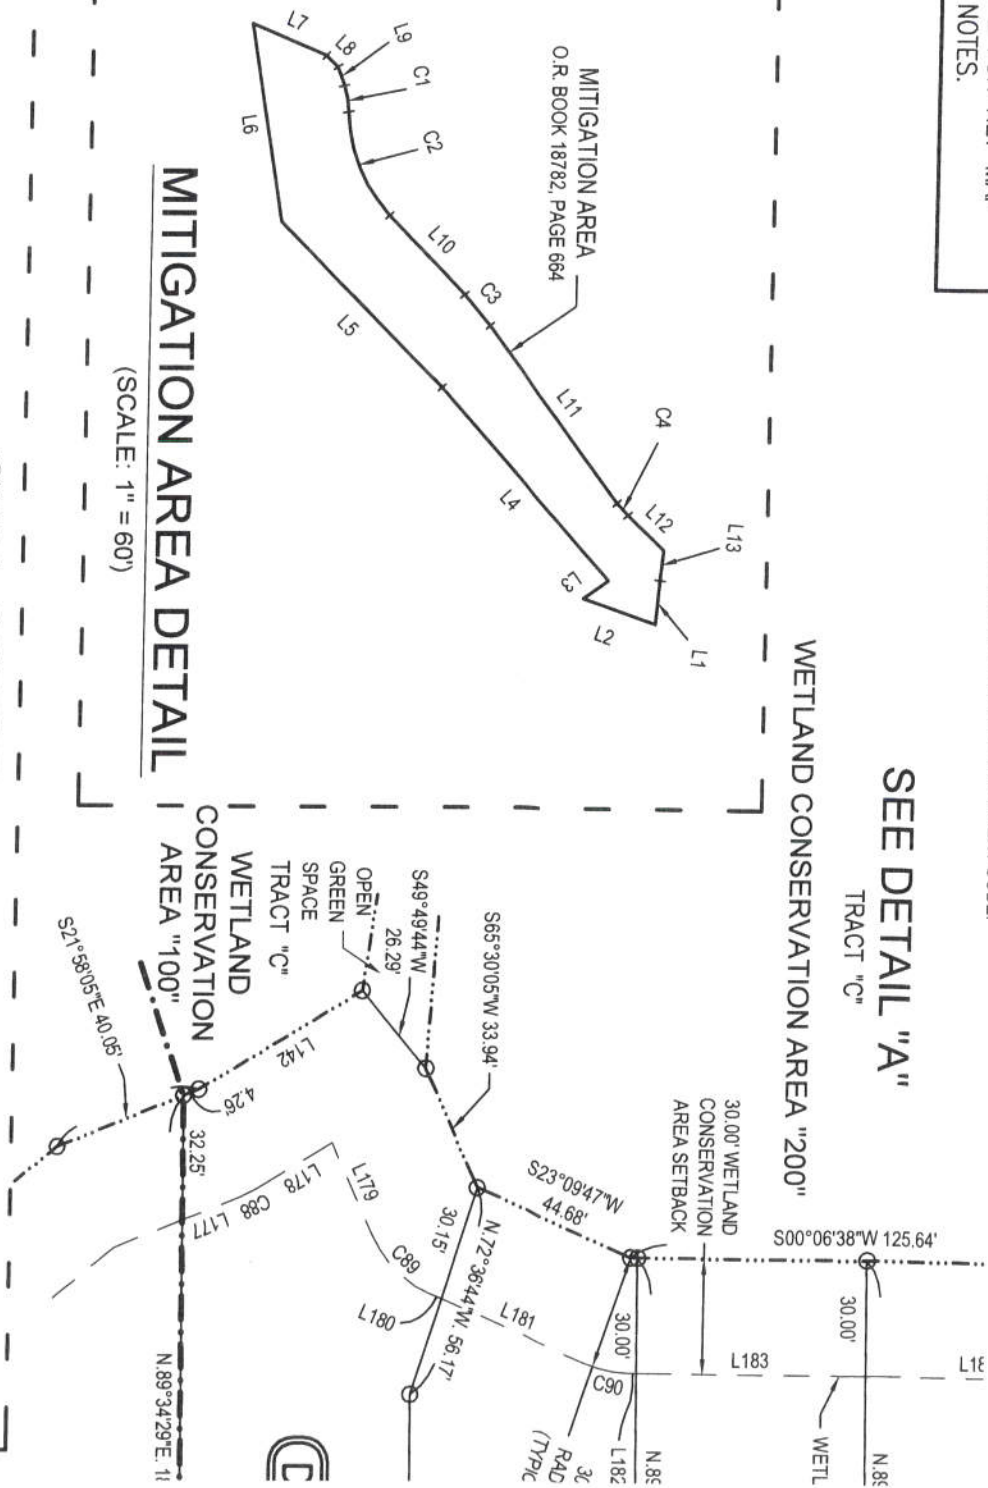 NOTES.
L7
L8
L9
C1
C2
L6
L10
C3
L5
L11
C4
L12
L13
L4
L3
L2
L1
MITIGATION AREA
O.R. BOOK 18782, PAGE 664
MITIGATION AREA DETAIL
(SCALE: 1" = 60')
SEE DETAIL "A"
TRACT "C"
WETLAND CONSERVATION AREA "200"
S65°30'05"W 33.94'
S49°49'44"W
26.29'
OPEN
GREEN
SPACE
TRACT "C"
WETLAND
CONSERVATION
AREA "100"
S21°58'05"E 40.05'
L142
4.26'
32.25'
L177
C88
L178
L179
C89
L180
L181
N.72°36'44"W. 56.17'
30.15'
S23°09'47"W
44.68'
30.00' WETLAND
CONSERVATION
AREA SETBACK
S00°06'38"W 125.64'
30.00'
30.00'
C90
L182
L183
WETL
N.89
N.89
RAD
(TYPIC
N.89°34'29"E.